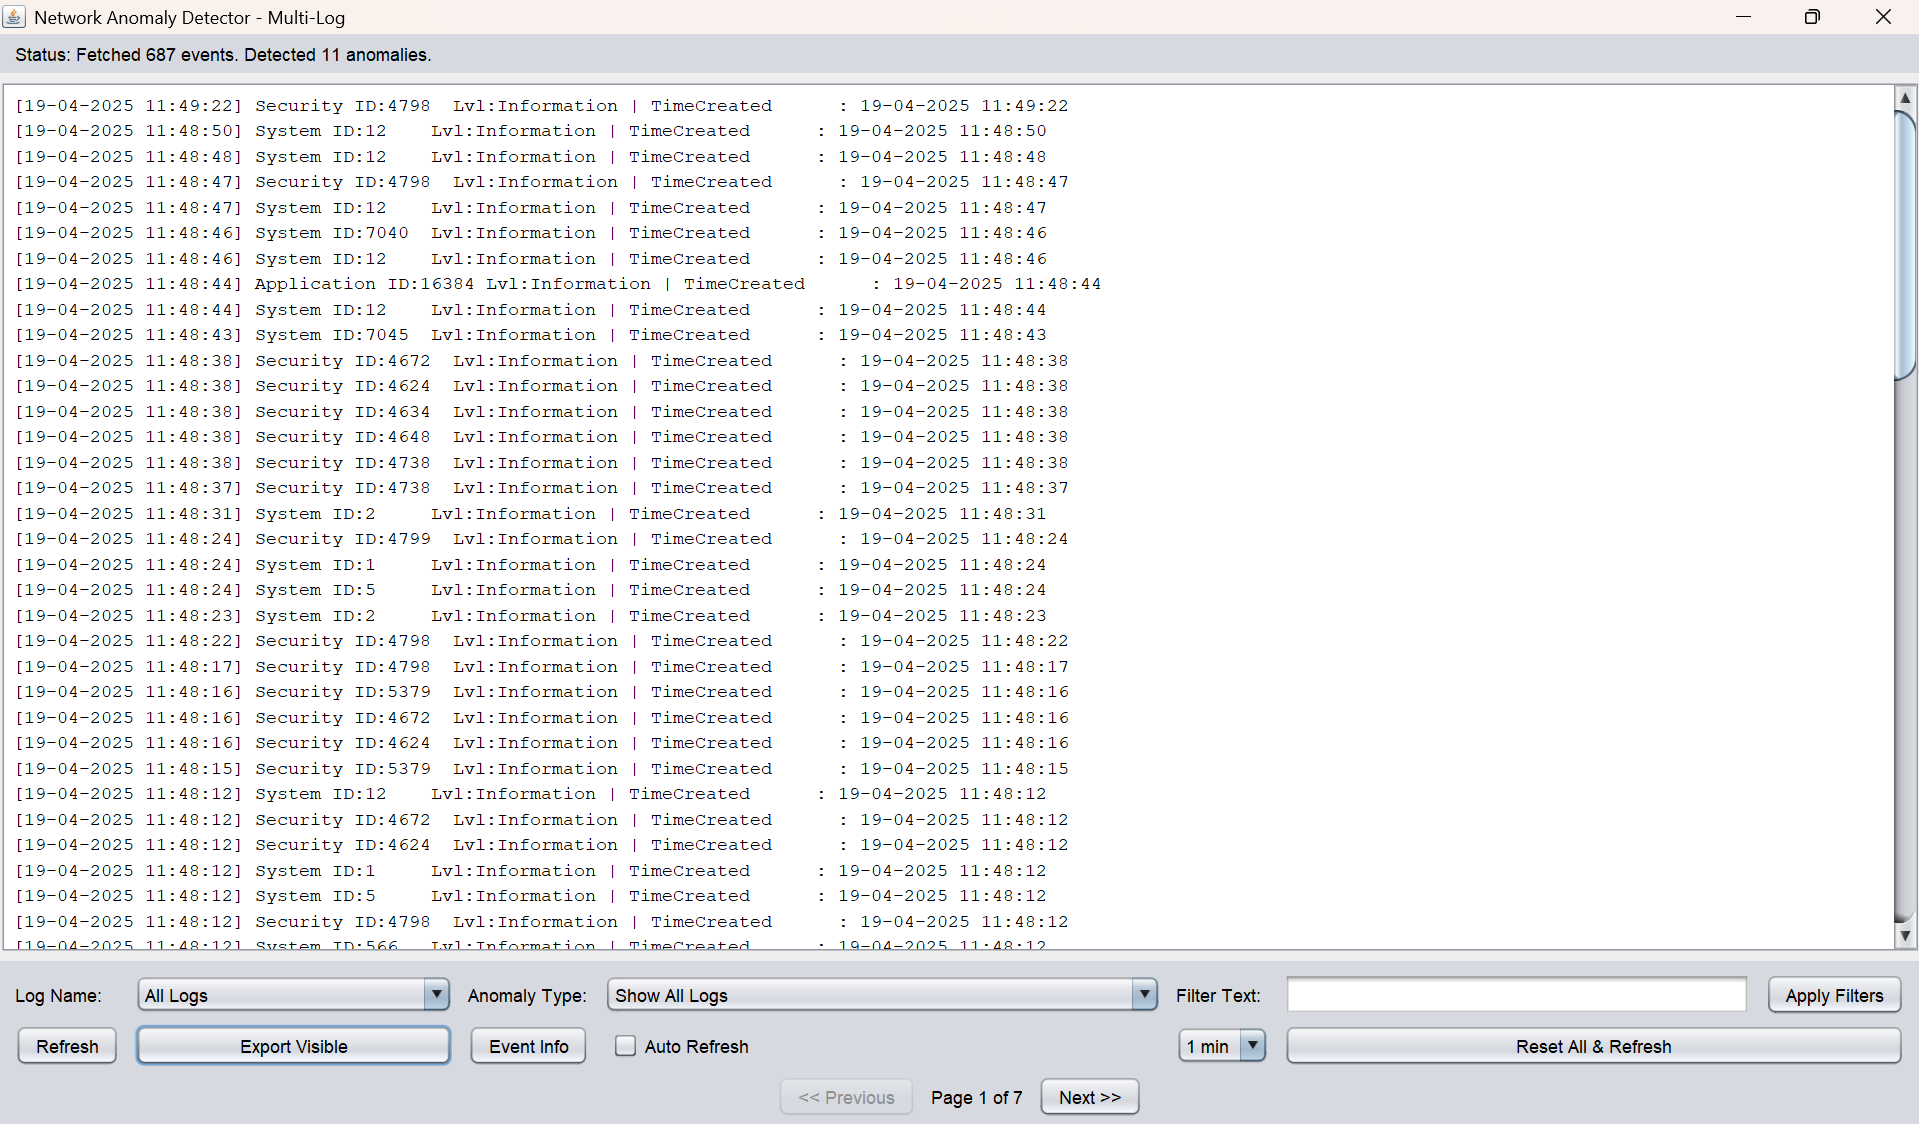 Network Anomaly Detector - Multi-Log
Status: Fetched 687 events. Detected 11 anomalies.
[19-04-2025 11:49:22] Security ID:4798  Lvl:Information | TimeCreated      : 19-04-2025 11:49:22
[19-04-2025 11:48:50] System ID:12    Lvl:Information | TimeCreated      : 19-04-2025 11:48:50
[19-04-2025 11:48:48] System ID:12    Lvl:Information | TimeCreated      : 19-04-2025 11:48:48
[19-04-2025 11:48:47] Security ID:4798  Lvl:Information | TimeCreated      : 19-04-2025 11:48:47
[19-04-2025 11:48:47] System ID:12    Lvl:Information | TimeCreated      : 19-04-2025 11:48:47
[19-04-2025 11:48:46] System ID:7040  Lvl:Information | TimeCreated      : 19-04-2025 11:48:46
[19-04-2025 11:48:46] System ID:12    Lvl:Information | TimeCreated      : 19-04-2025 11:48:46
[19-04-2025 11:48:44] Application ID:16384 Lvl:Information | TimeCreated      : 19-04-2025 11:48:44
[19-04-2025 11:48:44] System ID:12    Lvl:Information | TimeCreated      : 19-04-2025 11:48:44
[19-04-2025 11:48:43] System ID:7045  Lvl:Information | TimeCreated      : 19-04-2025 11:48:43
[19-04-2025 11:48:38] Security ID:4672  Lvl:Information | TimeCreated      : 19-04-2025 11:48:38
[19-04-2025 11:48:38] Security ID:4624  Lvl:Information | TimeCreated      : 19-04-2025 11:48:38
[19-04-2025 11:48:38] Security ID:4634  Lvl:Information | TimeCreated      : 19-04-2025 11:48:38
[19-04-2025 11:48:38] Security ID:4648  Lvl:Information | TimeCreated      : 19-04-2025 11:48:38
[19-04-2025 11:48:38] Security ID:4738  Lvl:Information | TimeCreated      : 19-04-2025 11:48:38
[19-04-2025 11:48:37] Security ID:4738  Lvl:Information | TimeCreated      : 19-04-2025 11:48:37
[19-04-2025 11:48:31] System ID:2     Lvl:Information | TimeCreated      : 19-04-2025 11:48:31
[19-04-2025 11:48:24] Security ID:4799  Lvl:Information | TimeCreated      : 19-04-2025 11:48:24
[19-04-2025 11:48:24] System ID:1     Lvl:Information | TimeCreated      : 19-04-2025 11:48:24
[19-04-2025 11:48:24] System ID:5     Lvl:Information | TimeCreated      : 19-04-2025 11:48:24
[19-04-2025 11:48:23] System ID:2     Lvl:Information | TimeCreated      : 19-04-2025 11:48:23
[19-04-2025 11:48:22] Security ID:4798  Lvl:Information | TimeCreated      : 19-04-2025 11:48:22
[19-04-2025 11:48:17] Security ID:4798  Lvl:Information | TimeCreated      : 19-04-2025 11:48:17
[19-04-2025 11:48:16] Security ID:5379  Lvl:Information | TimeCreated      : 19-04-2025 11:48:16
[19-04-2025 11:48:16] Security ID:4672  Lvl:Information | TimeCreated      : 19-04-2025 11:48:16
[19-04-2025 11:48:16] Security ID:4624  Lvl:Information | TimeCreated      : 19-04-2025 11:48:16
[19-04-2025 11:48:15] Security ID:5379  Lvl:Information | TimeCreated      : 19-04-2025 11:48:15
[19-04-2025 11:48:12] System ID:12    Lvl:Information | TimeCreated      : 19-04-2025 11:48:12
[19-04-2025 11:48:12] Security ID:4672  Lvl:Information | TimeCreated      : 19-04-2025 11:48:12
[19-04-2025 11:48:12] Security ID:4624  Lvl:Information | TimeCreated      : 19-04-2025 11:48:12
[19-04-2025 11:48:12] System ID:1     Lvl:Information | TimeCreated      : 19-04-2025 11:48:12
[19-04-2025 11:48:12] System ID:5     Lvl:Information | TimeCreated      : 19-04-2025 11:48:12
[19-04-2025 11:48:12] Security ID:4798  Lvl:Information | TimeCreated      : 19-04-2025 11:48:12
[19-04-2025 11:48:12] System ID:566   Lvl:Information | TimeCreated      : 19-04-2025 11:48:12
Log Name: All Logs Anomaly Type: Show All Logs Filter Text: Apply Filters
Refresh Export Visible Event Info Auto Refresh 1 min Reset All & Refresh
<< Previous Page 1 of 7 Next >>